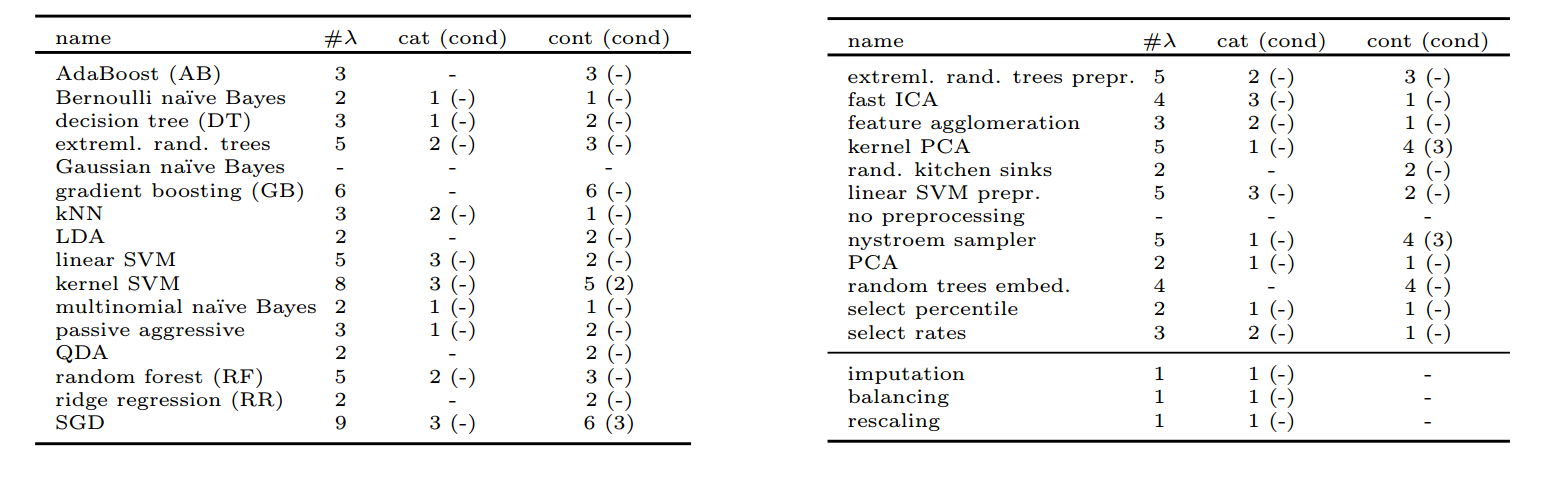 name #λ cat (cond) cont (cond)
AdaBoost (AB) 3 - 3 (-)
Bernoulli naïve Bayes 2 1 (-) 1 (-)
decision tree (DT) 3 1 (-) 2 (-)
extreml. rand. trees 5 2 (-) 3 (-)
Gaussian naïve Bayes - - -
gradient boosting (GB) 6 - 6 (-)
kNN 3 2 (-) 1 (-)
LDA 2 - 2 (-)
linear SVM 5 3 (-) 2 (-)
kernel SVM 8 3 (-) 5 (2)
multinomial naïve Bayes 2 1 (-) 1 (-)
passive aggressive 3 1 (-) 2 (-)
QDA 2 - 2 (-)
random forest (RF) 5 2 (-) 3 (-)
ridge regression (RR) 2 - 2 (-)
SGD 9 3 (-) 6 (3)
name #λ cat (cond) cont (cond)
extreml. rand. trees prepr. 5 2 (-) 3 (-)
fast ICA 4 3 (-) 1 (-)
feature agglomeration 3 2 (-) 1 (-)
kernel PCA 5 1 (-) 4 (3)
rand. kitchen sinks 2 - 2 (-)
linear SVM prepr. 5 3 (-) 2 (-)
no preprocessing - - -
nystroem sampler 5 1 (-) 4 (3)
PCA 2 1 (-) 1 (-)
random trees embed. 4 - 4 (-)
select percentile 2 1 (-) 1 (-)
select rates 3 2 (-) 1 (-)
imputation 1 1 (-) -
balancing 1 1 (-) -
rescaling 1 1 (-) -